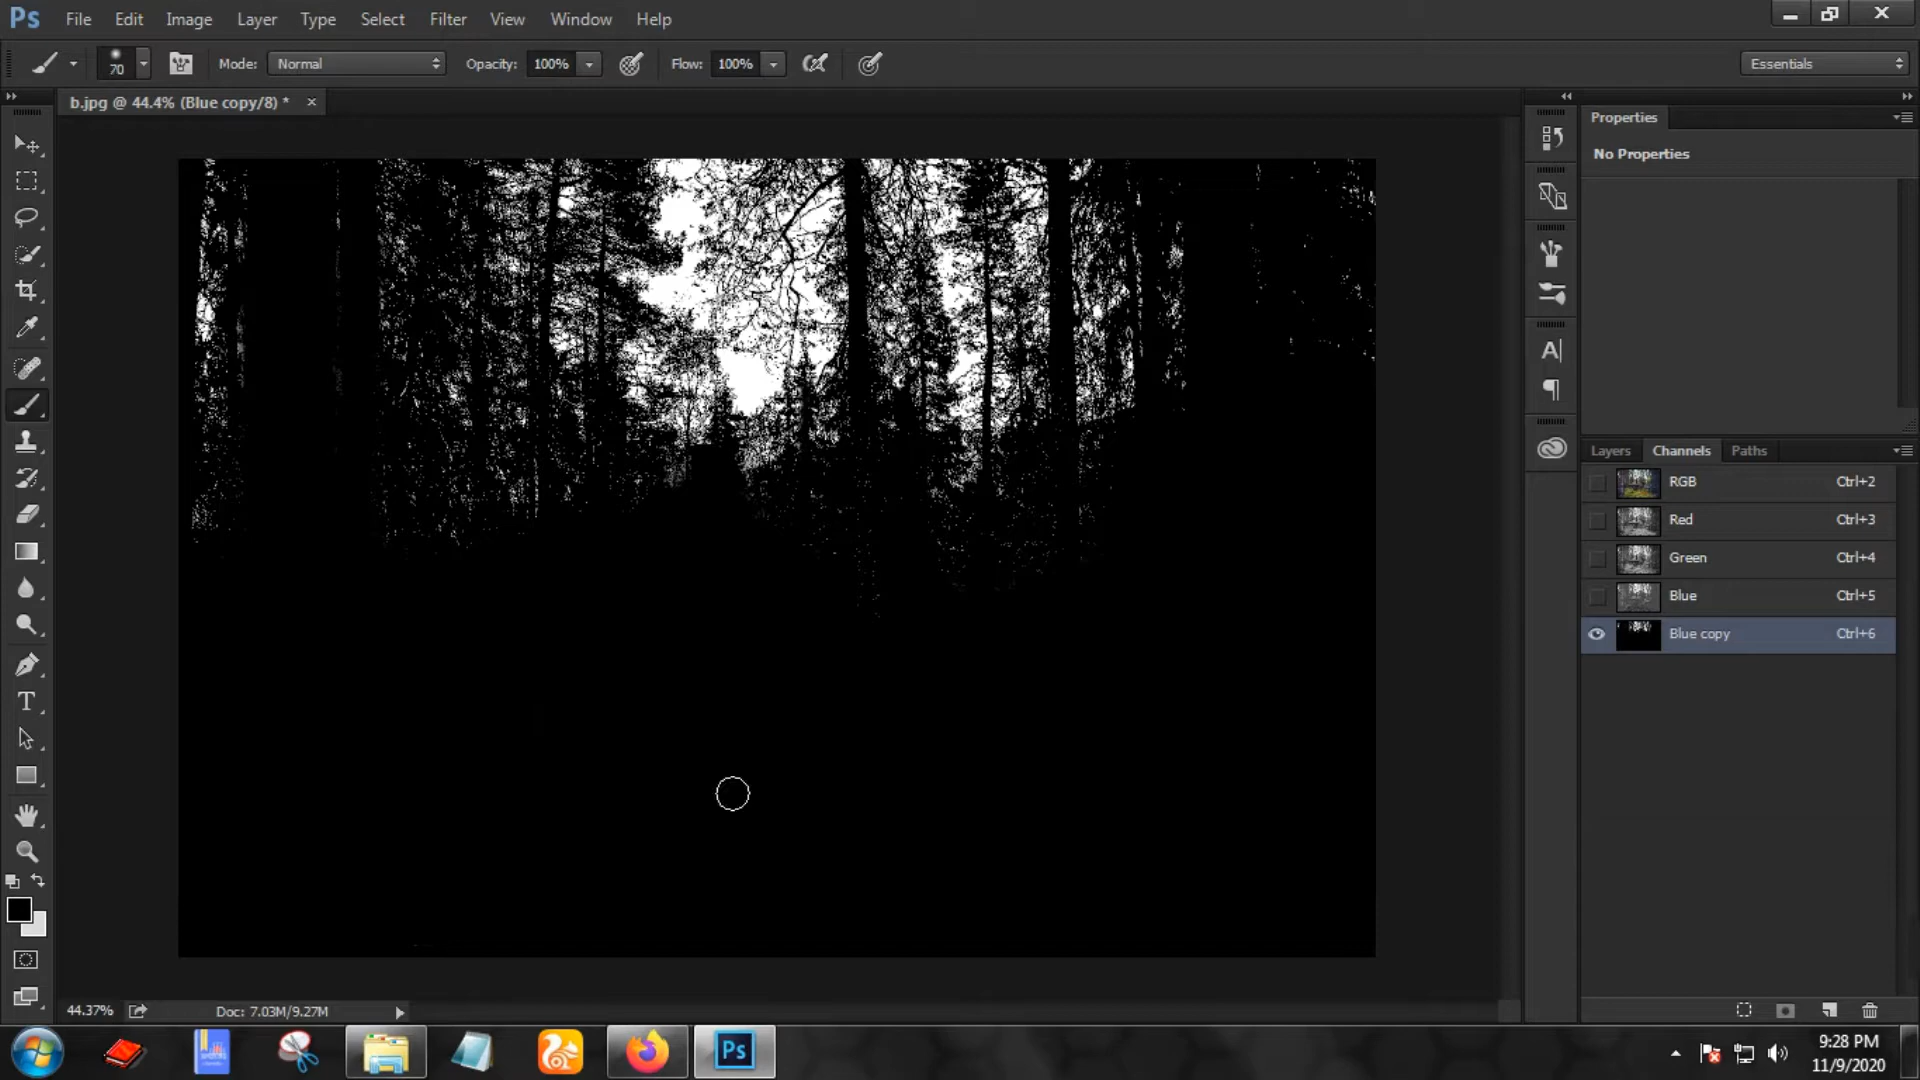 Ps File Edit Image Layer Type Select Filter View Window Help
70 Mode: Normal Opacity: 100% Flow: 100% Essentials
b.jpg @ 44.4% (Blue copy/8) * ×
Properties
No Properties
Layers Channels Paths
RGB Ctrl+2
Red Ctrl+3
Green Ctrl+4
Blue Ctrl+5
Blue copy Ctrl+6
44.37% Doc: 7.03M/9.27M
Ps
9:28 PM
11/9/2020